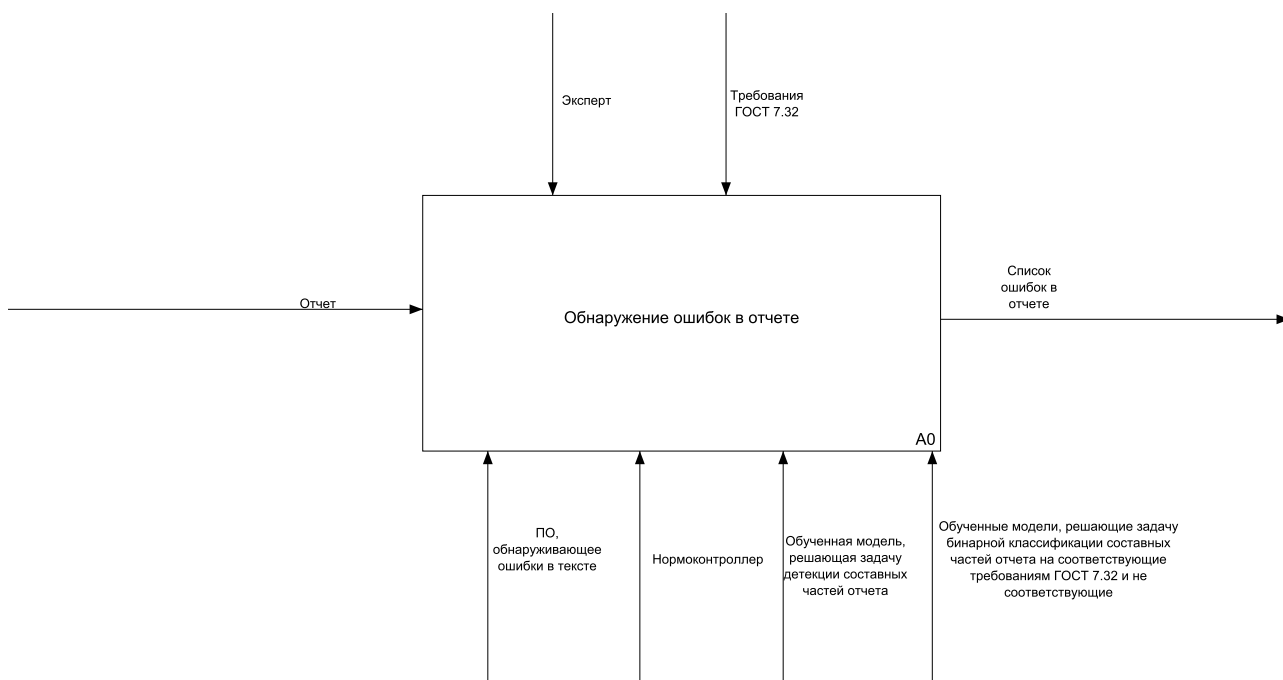 Эксперт
Требования
ГОСТ 7.32
Отчет
Обнаружение ошибок в отчете
Список
ошибок в
отчете
A0
ПО,
обнаруживающее
ошибки в тексте
Нормоконтроллер
Обученная модель,
решающая задачу
детекции составных
частей отчета
Обученные модели, решающие задачу
бинарной классификации составных
частей отчета на соответствующие
требованиям ГОСТ 7.32 и не
соответствующие